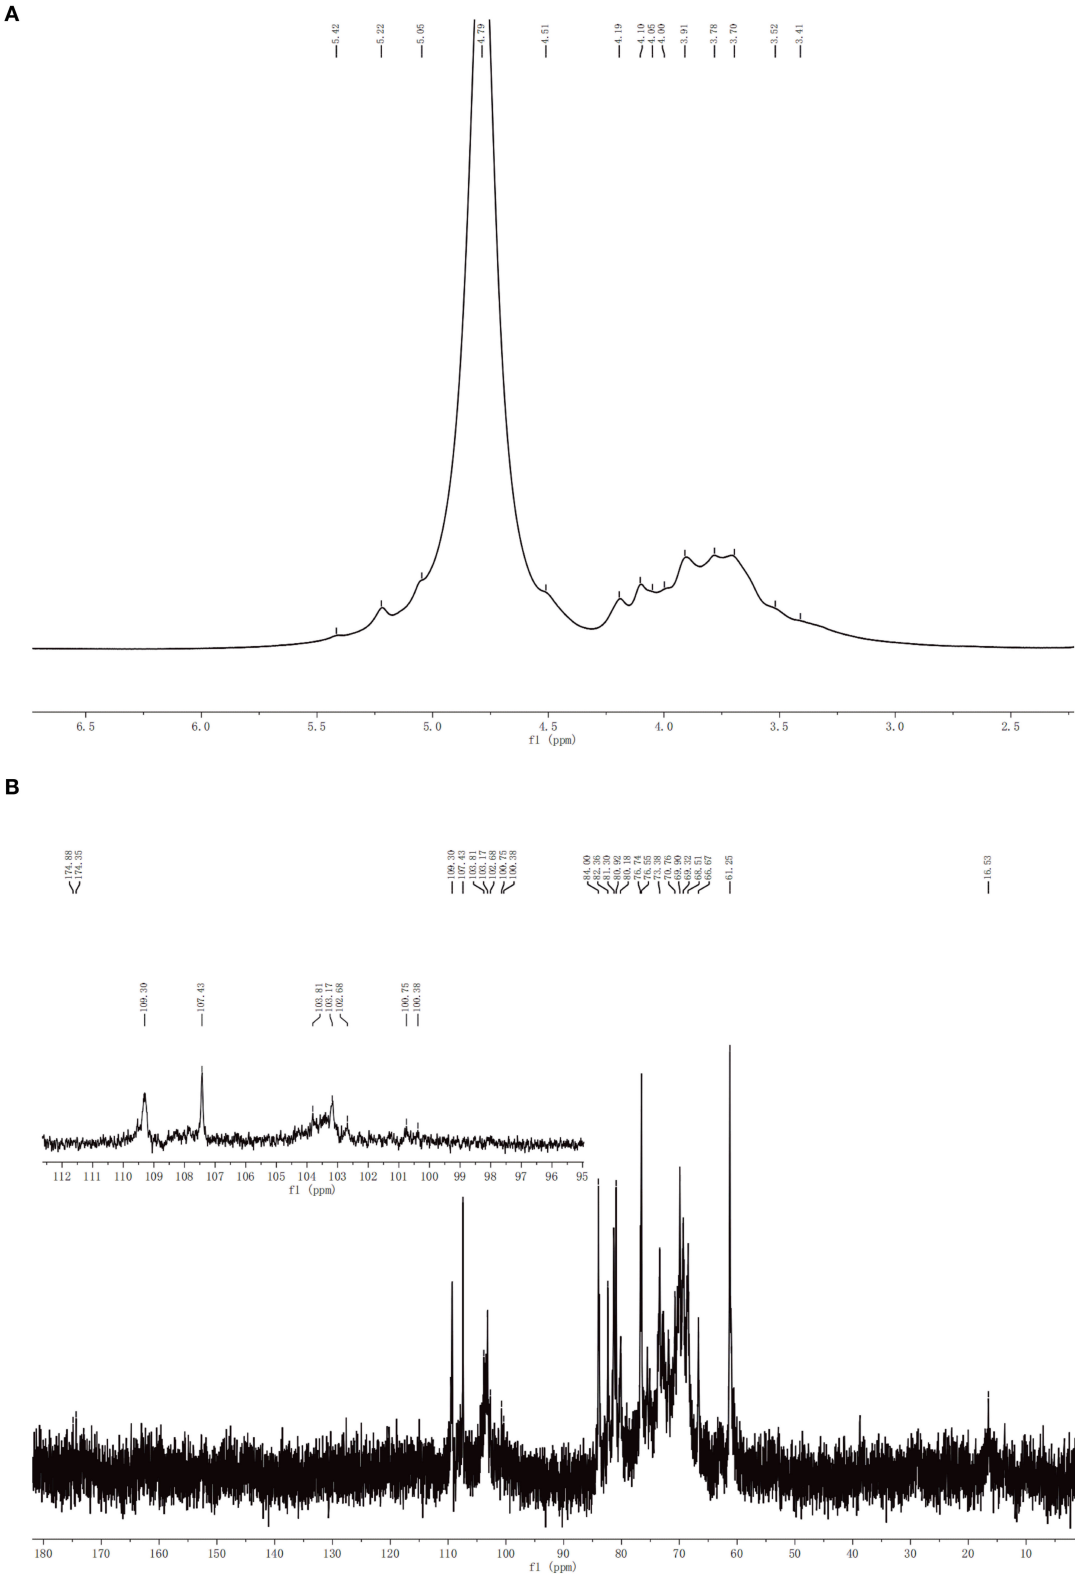 A
5.42 5.22 5.05 4.79 4.51 4.19 4.10 4.05 4.00 3.91 3.78 3.70 3.52 3.41
6.5 6.0 5.5 5.0 4.5 4.0 3.5 3.0 2.5
f1 (ppm)
B
174.88 174.35 109.30 107.43 103.81 103.17 102.68 100.75 100.38 84.00 82.36 81.30 80.92 80.18 76.74 76.55 73.38 70.76 69.90 69.32 68.51 66.67 61.25 16.53
109.30 107.43 103.81 103.17 102.68 100.75 100.38
112 111 110 109 108 107 106 105 104 103 102 101 100 99 98 97 96 95
f1 (ppm)
180 170 160 150 140 130 120 110 100 90 80 70 60 50 40 30 20 10
f1 (ppm)